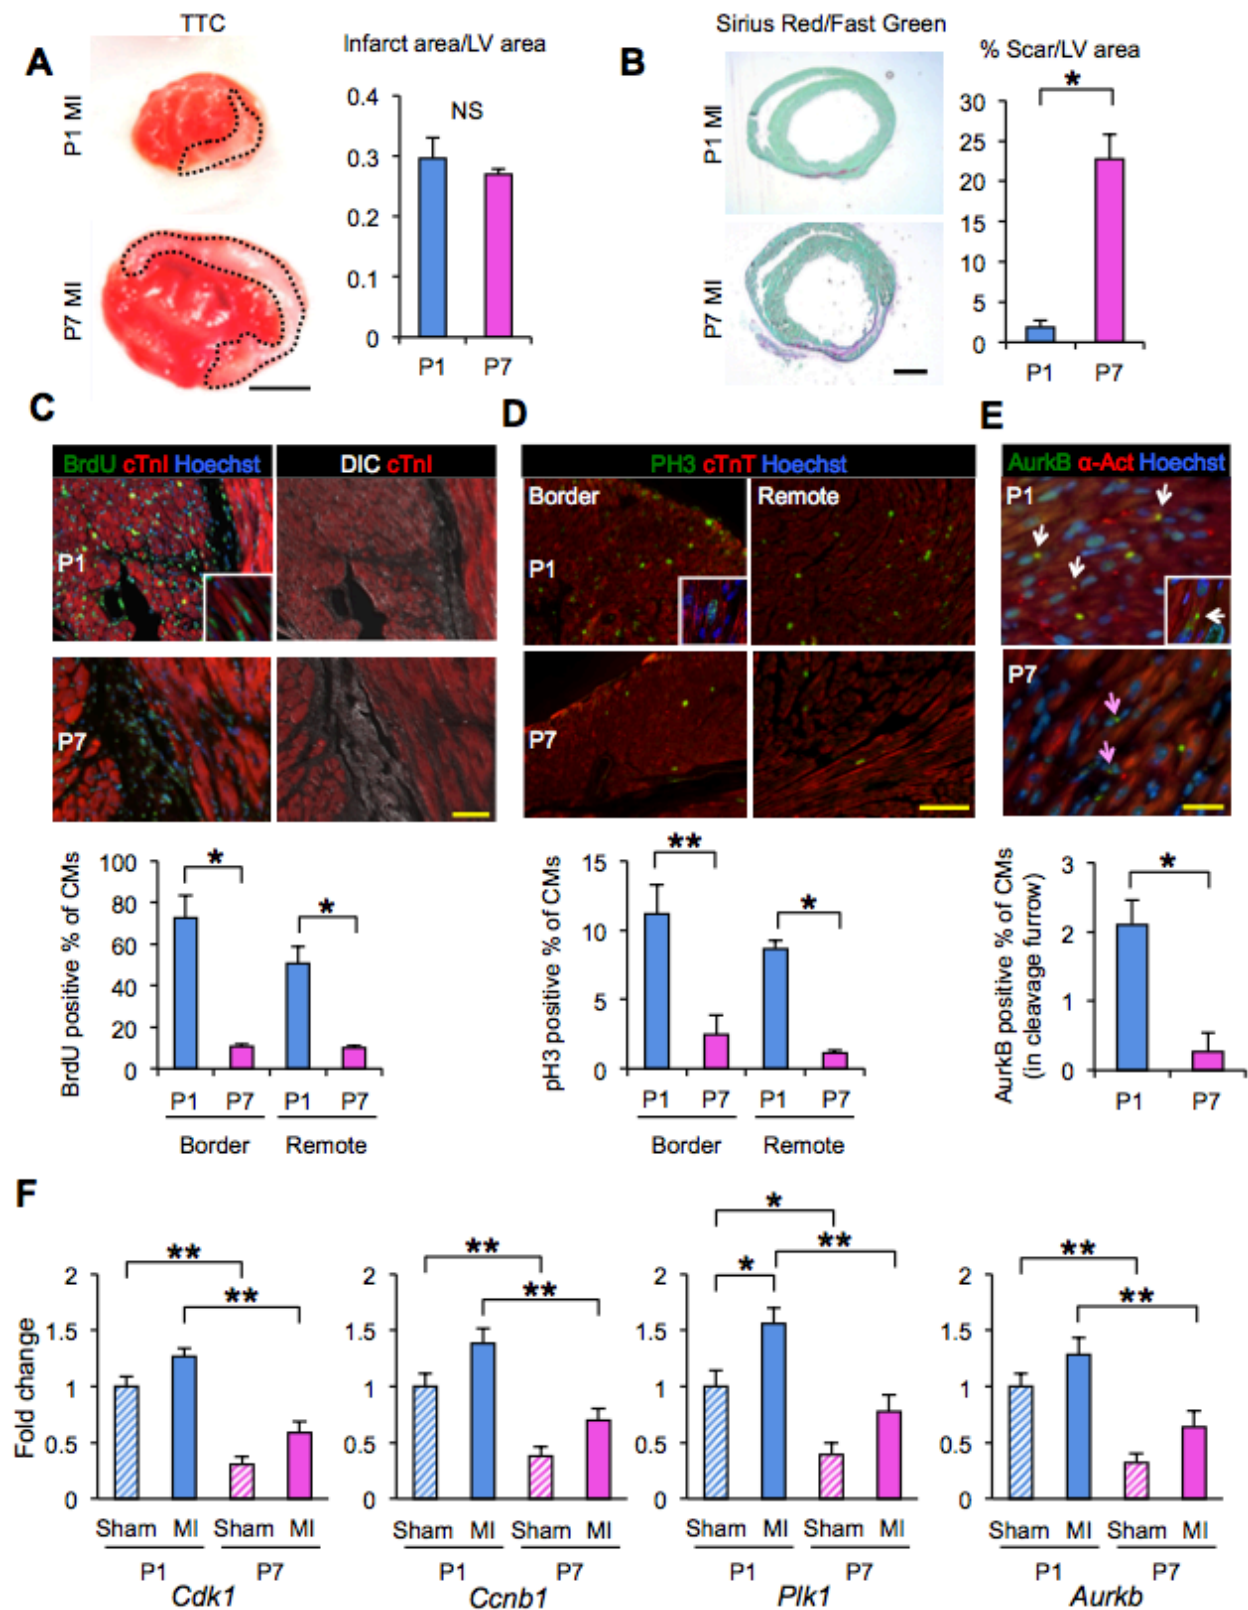 TTC
A
Infarct area/LV area
P1 MI
P7 MI
0.4
0.3
0.2
0.1
0
NS
P1 P7
Sirius Red/Fast Green
B
% Scar/LV area
P1 MI
P7 MI
30
25
20
15
10
5
0
*
P1 P7
C
BrdU cTnI Hoechst
DIC cTnI
P1
P7
BrdU positive % of CMs
100
80
60
40
20
0
*
*
P1 P7 P1 P7
Border Remote
D
PH3 cTnT Hoechst
Border Remote
P1
P7
pH3 positive % of CMs
15
10
5
0
**
*
P1 P7 P1 P7
Border Remote
E
AurkB α-Act Hoechst
P1
P7
AurkB positive % of CMs
(in cleavage furrow)
3
2
1
0
*
P1 P7
F
Fold change
2
1.5
1
0.5
0
**
**
Sham MI Sham MI
P1 P7
Cdk1
2
1.5
1
0.5
0
**
**
Sham MI Sham MI
P1 P7
Ccnb1
2
1.5
1
0.5
0
*
*
**
Sham MI Sham MI
P1 P7
Plk1
2
1.5
1
0.5
0
**
**
Sham MI Sham MI
P1 P7
Aurkb